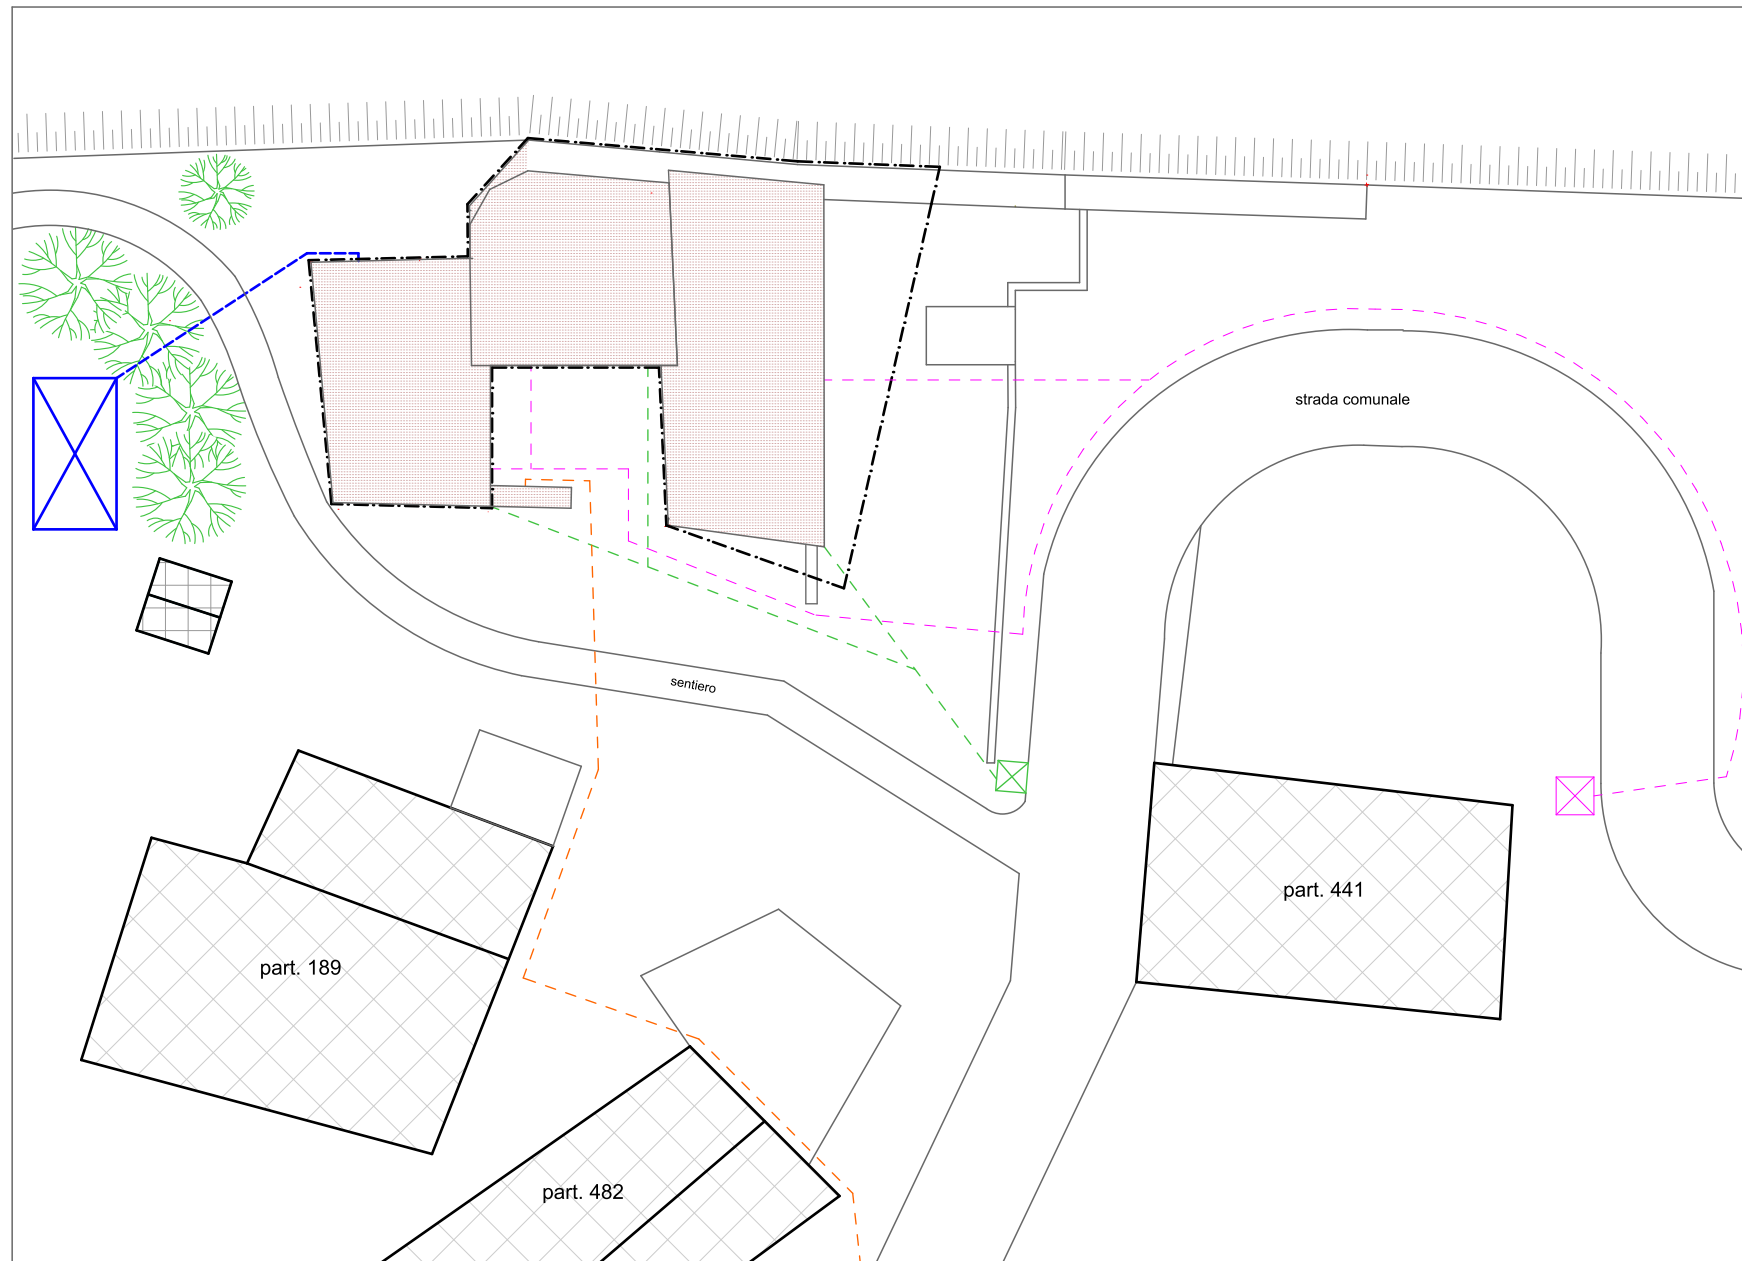 strada comunale
sentiero
part. 441
part. 189
part. 482